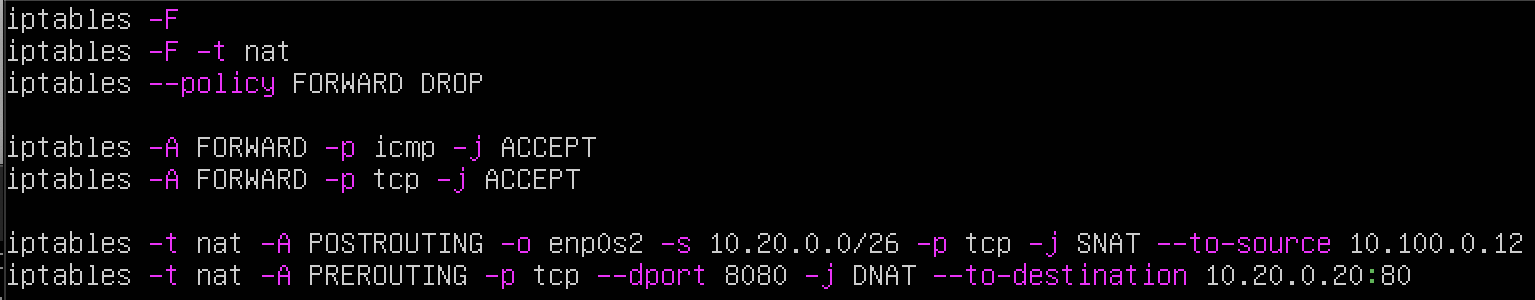 iptables -F
iptables -F -t nat
iptables --policy FORWARD DROP
iptables -A FORWARD -p icmp -j ACCEPT
iptables -A FORWARD -p tcp -j ACCEPT
iptables -t nat -A POSTROUTING -o enp0s2 -s 10.20.0.0/26 -p tcp -j SNAT --to-source 10.100.0.12
iptables -t nat -A PREROUTING -p tcp --dport 8080 -j DNAT --to-destination 10.20.0.20:80